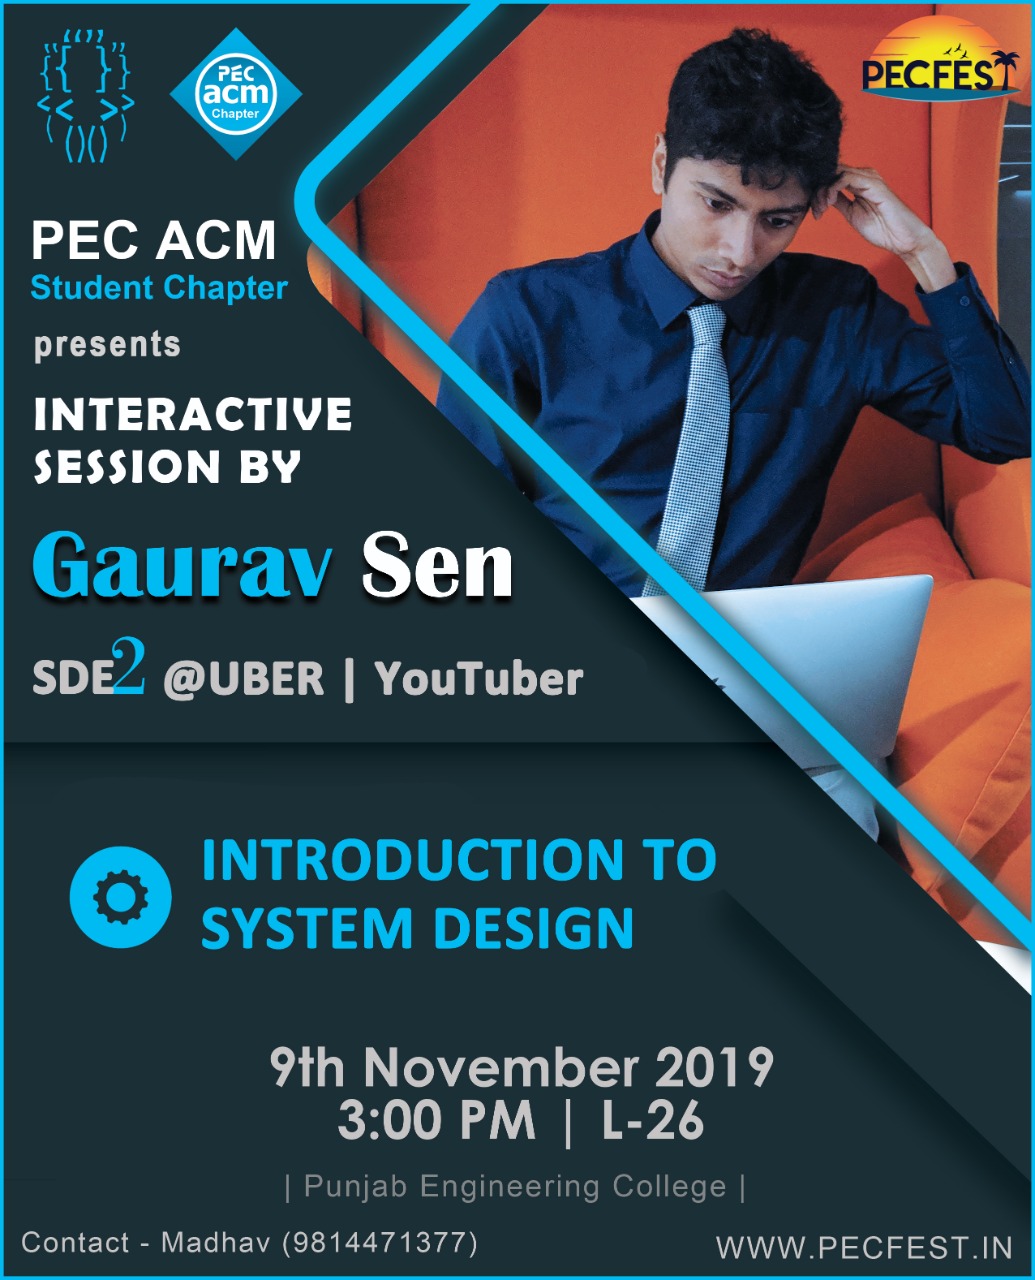 PEC
acm
Chapter
PECFEST
PEC ACM
Student Chapter
presents
INTERACTIVE
SESSION BY
Gaurav Sen
SDE2 @UBER | YouTuber
INTRODUCTION TO
SYSTEM DESIGN
9th November 2019
3:00 PM | L-26
| Punjab Engineering College |
Contact - Madhav (9814471377)
WWW.PECFEST.IN